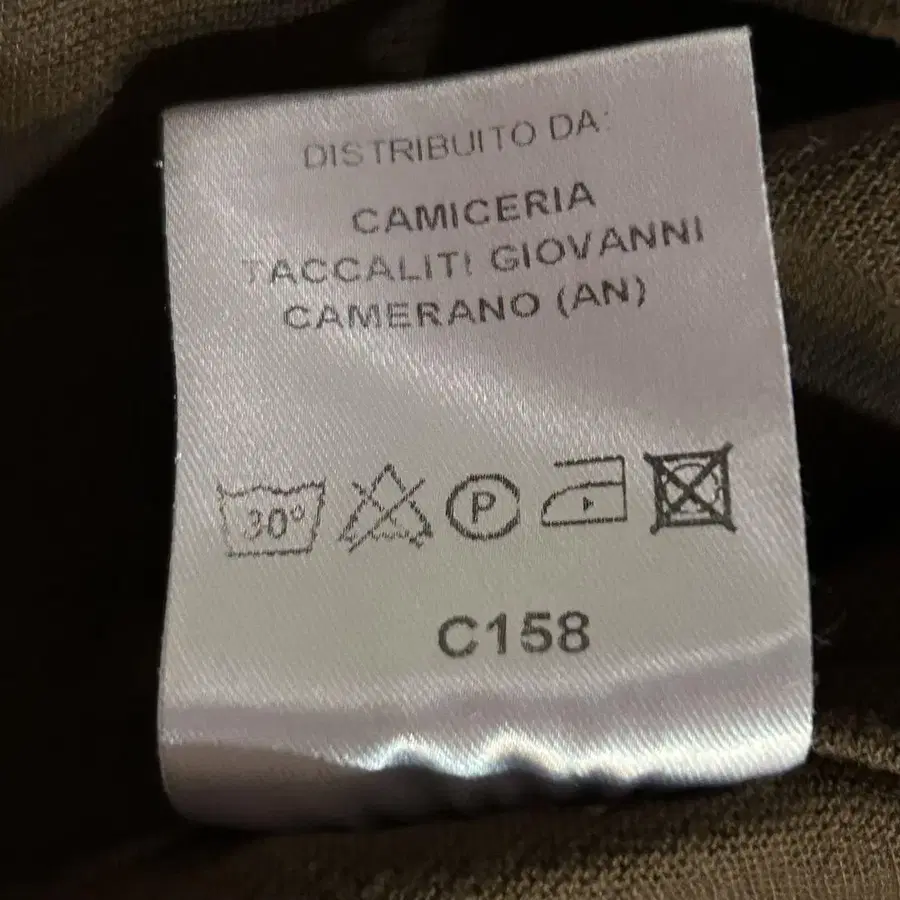 DISTRIBUITO DA:
CAMICERIA
TACCALITI GIOVANNI
CAMERANO (AN)
30°
P
C158